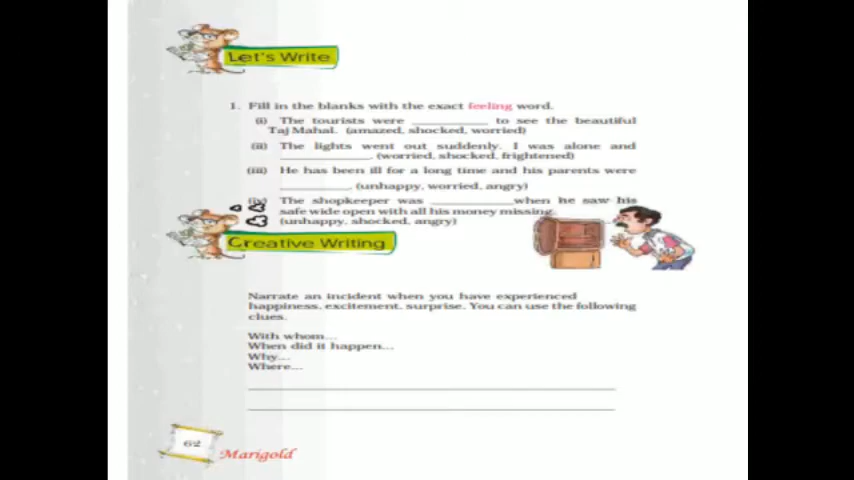 Let's Write
1. Fill in the blanks with the exact feeling word.
(i) The tourists were __________ to see the beautiful
Taj Mahal. (amazed, shocked, worried)
(ii) The lights went out suddenly. I was alone and
____________. (worried, shocked, frightened)
(iii) He has been ill for a long time and his parents were
__________. (unhappy, worried, angry)
(iv) The shopkeeper was ____________when he saw his
safe wide open with all his money missing.
(unhappy, shocked, angry)
Creative Writing
Narrate an incident when you have experienced
happiness, excitement, surprise. You can use the following
clues.
With whom...
When did it happen...
Why...
Where...
62
Marigold